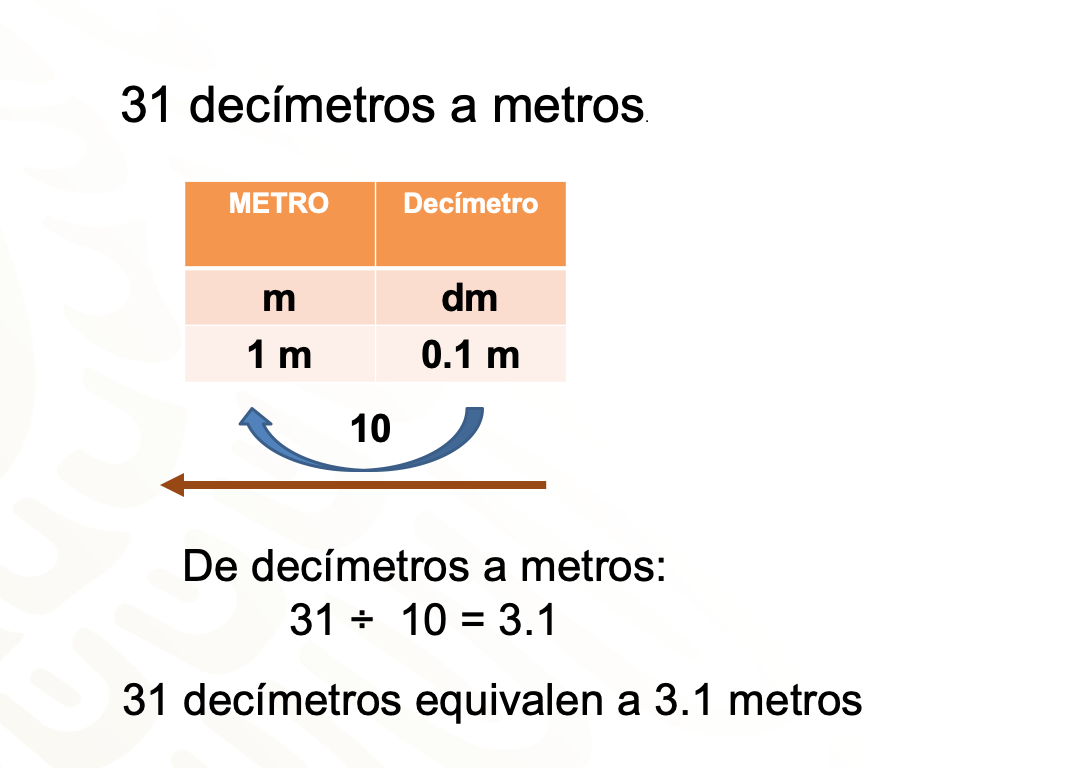 31 decímetros a metros.
METRO Decímetro
m dm
1 m 0.1 m
10
De decímetros a metros:
31 ÷ 10 = 3.1
31 decímetros equivalen a 3.1 metros